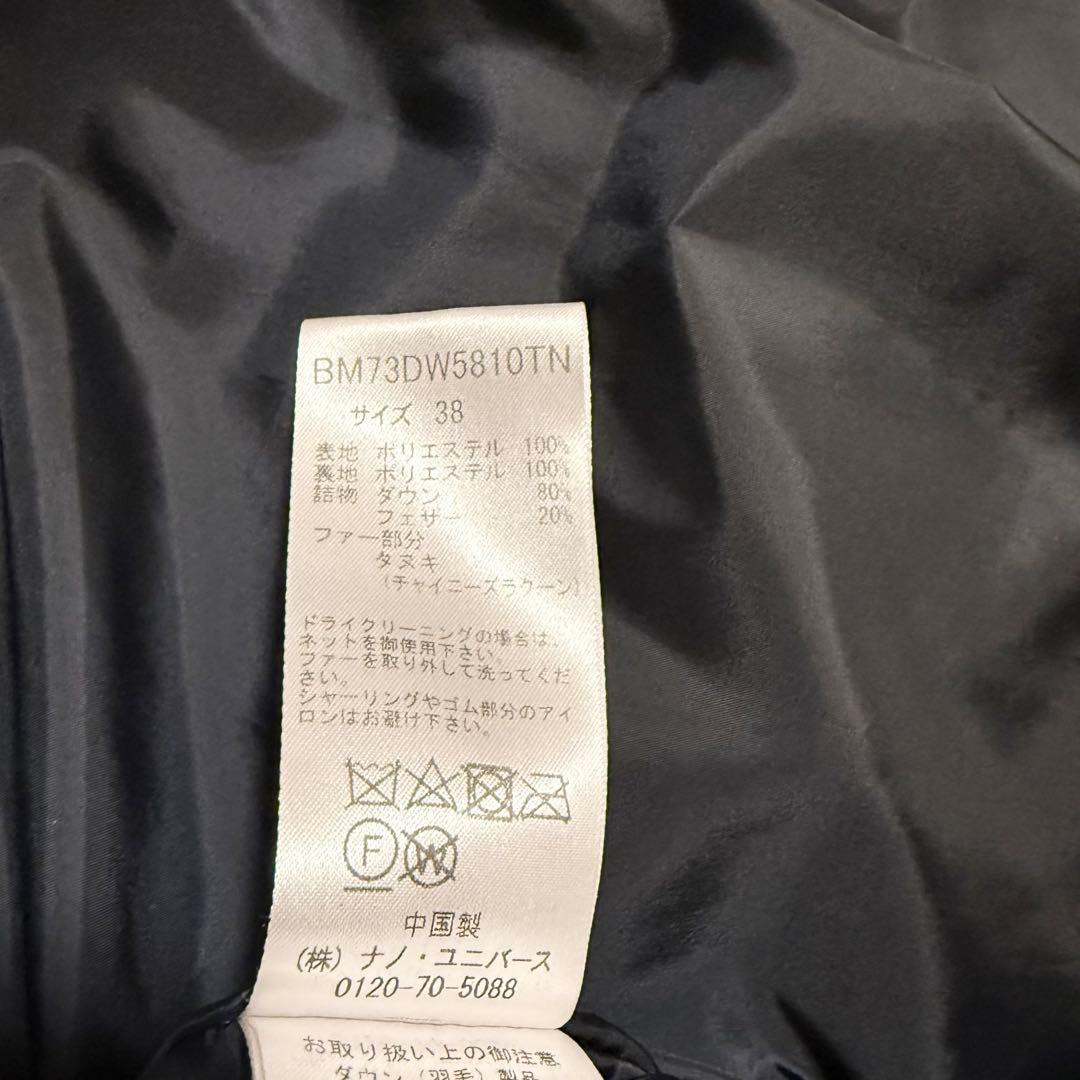 BM73DW5810TN
サイズ 38
表地 ポリエステル 100%
裏地 ポリエステル 100%
詰物 ダウン 80%
フェザー 20%
ファー部分
タヌキ
(チャイニーズラクーン)
ドライクリーニングの場合は、
ネットを御使用下さい。
ファーを取り外して洗ってくだ
さい。
シャーリングやゴム部分のアイ
ロンはお避け下さい。
F W
中国製
(株) ナノ・ユニバース
0120-70-5088
お取り扱い上の御注意
ダウン(羽毛)製品